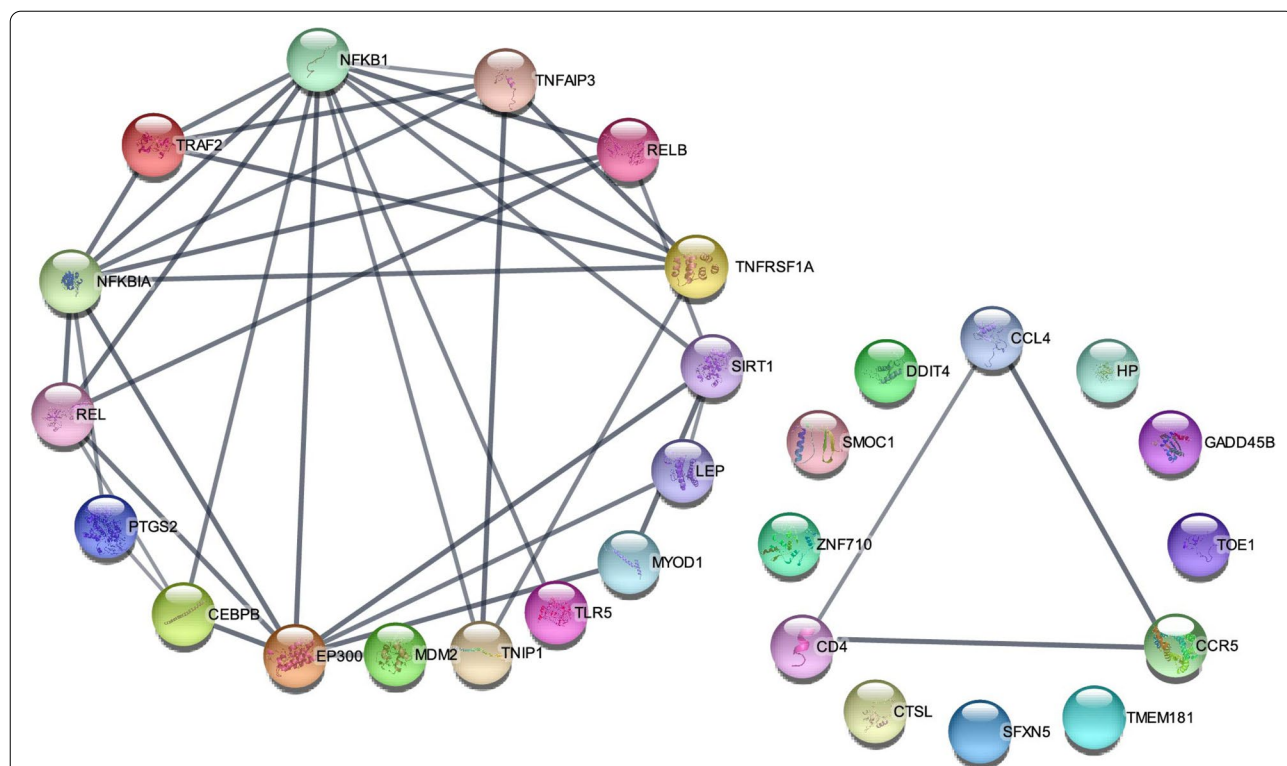 NFKB1
TNFAIP3
TRAF2
RELB
TNFRSF1A
NFKBIA
SIRT1
REL
LEP
PTGS2
MYOD1
CEBPB
TLR5
EP300
MDM2
TNIP1
CCL4
DDIT4
HP
SMOC1
GADD45B
ZNF710
TOE1
CD4
CCR5
CTSL
SFXN5
TMEM181